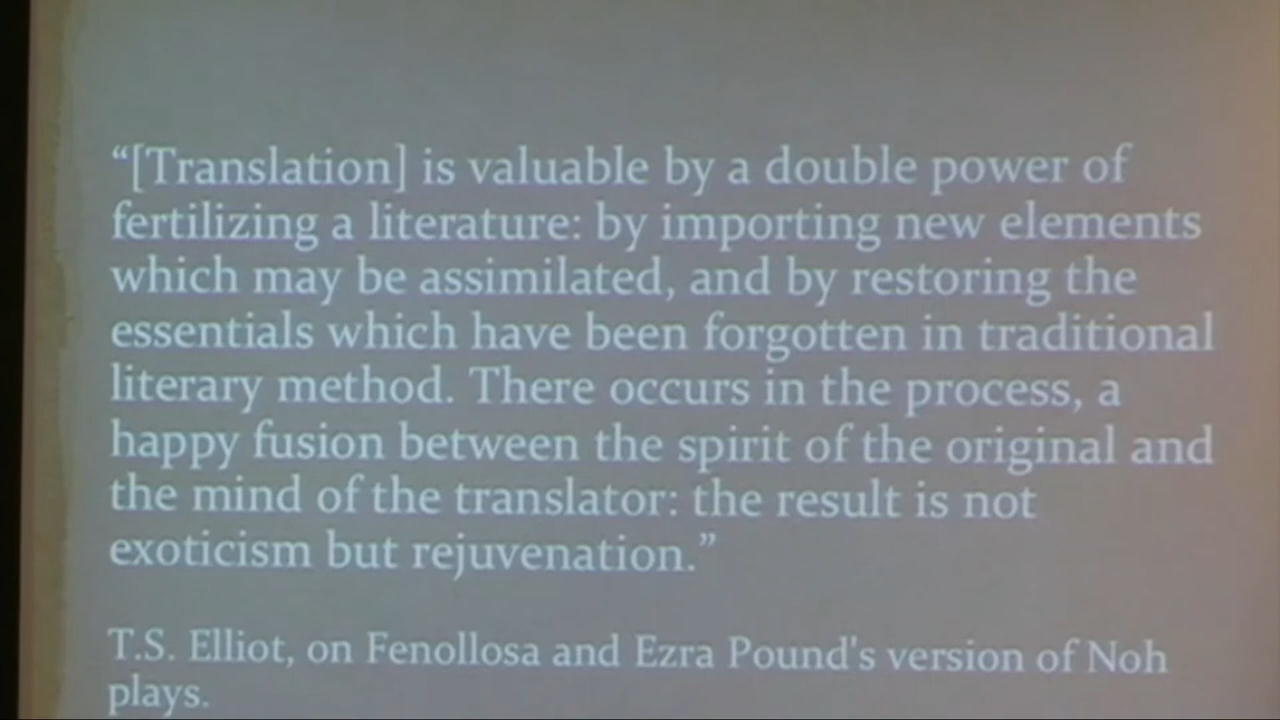 “[Translation] is valuable by a double power of
fertilizing a literature: by importing new elements
which may be assimilated, and by restoring the
essentials which have been forgotten in traditional
literary method. There occurs in the process, a
happy fusion between the spirit of the original and
the mind of the translator: the result is not
exoticism but rejuvenation.”
T.S. Elliot, on Fenollosa and Ezra Pound's version of Noh
plays.